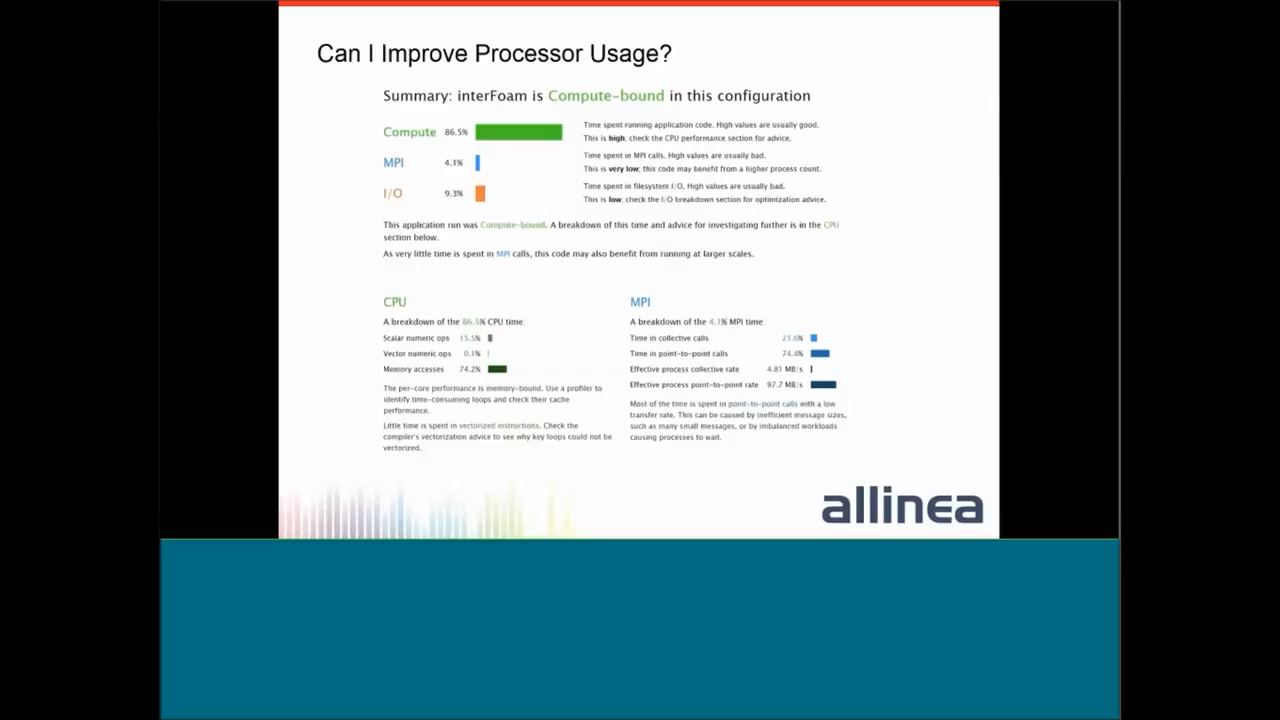 Can I Improve Processor Usage?
Summary: interFoam is Compute-bound in this configuration
Compute 86.5%
Time spent running application code. High values are usually good.
This is high; check the CPU performance section for advice.
MPI 4.1%
Time spent in MPI calls. High values are usually bad.
This is very low; this code may benefit from a higher process count.
I/O 9.3%
Time spent in filesystem I/O. High values are usually bad.
This is low; check the I/O breakdown section for optimization advice.
This application run was Compute-bound. A breakdown of this time and advice for investigating further is in the CPU
section below.
As very little time is spent in MPI calls, this code may also benefit from running at larger scales.
CPU
A breakdown of the 86.5% CPU time:
Scalar numeric ops 15.5%
Vector numeric ops 0.1%
Memory accesses 74.2%
The per-core performance is memory-bound. Use a profiler to
identify time-consuming loops and check their cache
performance.
Little time is spent in vectorized instructions. Check the
compiler's vectorization advice to see why key loops could not be
vectorized.
MPI
A breakdown of the 4.1% MPI time
Time in collective calls 25.6%
Time in point-to-point calls 74.4%
Effective process collective rate 4.81 MB/s
Effective process point-to-point rate 97.7 MB/s
Most of the time is spent in point-to-point calls with a low
transfer rate. This can be caused by inefficient message sizes,
such as many small messages, or by imbalanced workloads
causing processes to wait.
allinea